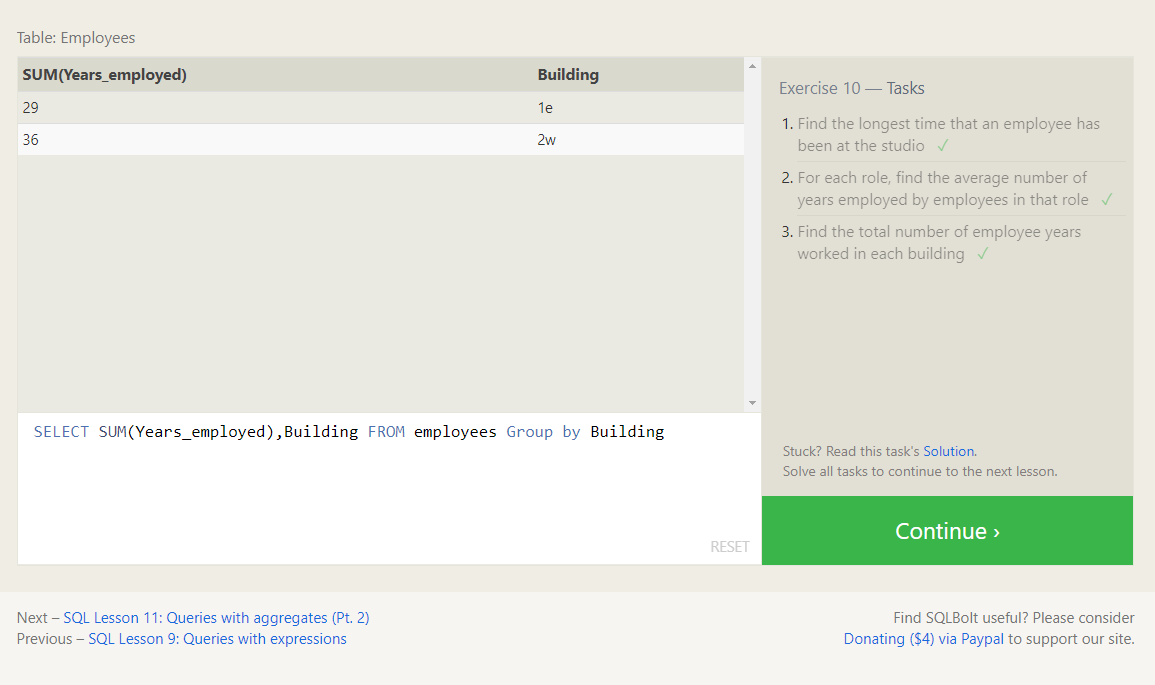 Table: Employees
SUM(Years_employed) Building
29 1e
36 2w
SELECT SUM(Years_employed),Building FROM employees Group by Building
RESET
Exercise 10 — Tasks
1. Find the longest time that an employee has
been at the studio ✓
2. For each role, find the average number of
years employed by employees in that role ✓
3. Find the total number of employee years
worked in each building ✓
Stuck? Read this task's Solution.
Solve all tasks to continue to the next lesson.
Continue ›
Next – SQL Lesson 11: Queries with aggregates (Pt. 2)
Previous – SQL Lesson 9: Queries with expressions
Find SQLBolt useful? Please consider
Donating ($4) via Paypal to support our site.